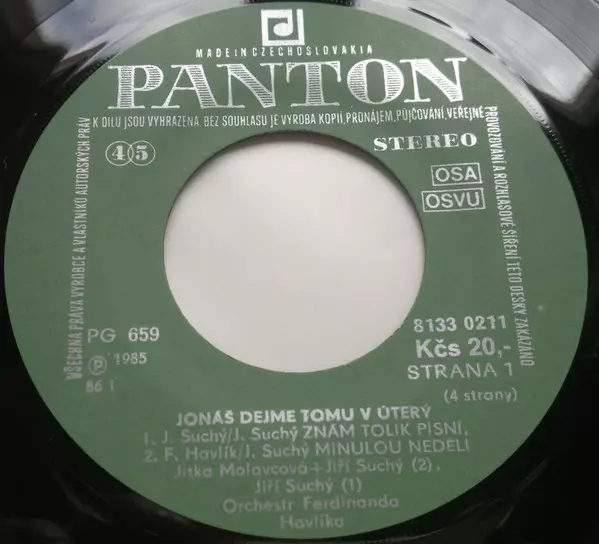 MADE IN CZECHOSLOVAKIA
PANTON
VŠECHNA PRÁVA VÝROBCE A VLASTNÍKŮ AUTORSKÝCH PRÁV K DÍLU JSOU VYHRAZENA. BEZ SOUHLASU JE VÝROBA KOPIÍ, PRONÁJEM, PŮJČOVÁNÍ, VEŘEJNÉ PROVOZOVÁNÍ A ROZHLASOVÉ ŠÍŘENÍ TÉTO DESKY ZAKÁZÁNO
45
STEREO
OSA
OSVU
PG 659
Ⓟ 1985
86 1
8133 0211
Kčs 20,-
STRANA 1
(4 strany)
JONÁŠ DEJME TOMU V ÚTERÝ
1. J. Suchý/J. Suchý ZNÁM TOLIK PÍSNÍ,
2. F. Havlík/J. Suchý MINULOU NEDĚLI
Jitka Molavcová + Jiří Suchý (2),
Jiří Suchý (1)
Orchestr Ferdinanda
Havlíka